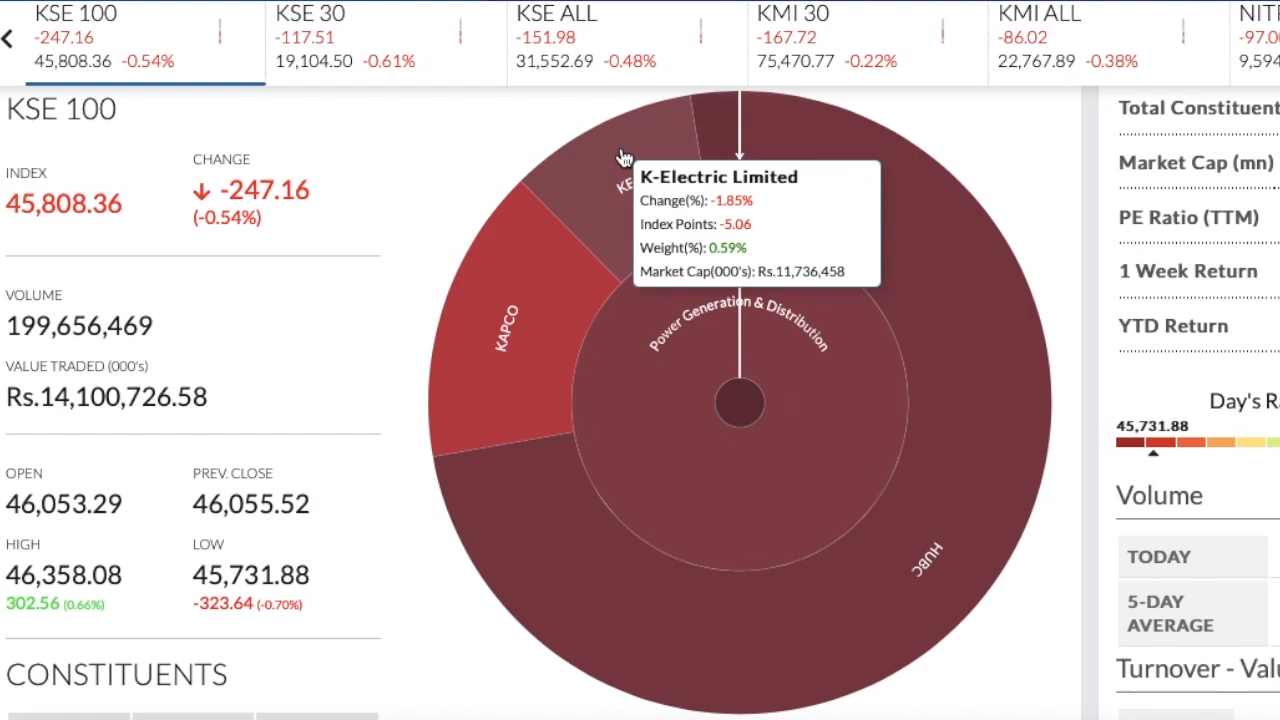 KSE 100
-247.16
45,808.36 -0.54%
KSE 30
-117.51
19,104.50 -0.61%
KSE ALL
-151.98
31,552.69 -0.48%
KMI 30
-167.72
75,470.77 -0.22%
KMI ALL
-86.02
22,767.89 -0.38%
KSE 100
INDEX
45,808.36
CHANGE
-247.16
(-0.54%)
VOLUME
199,656,469
VALUE TRADED (000's)
Rs.14,100,726.58
OPEN
46,053.29
PREV. CLOSE
46,055.52
HIGH
46,358.08
302.56 (0.66%)
LOW
45,731.88
-323.64 (-0.70%)
CONSTITUENTS
K-Electric Limited
Change(%): -1.85%
Index Points: -5.06
Weight(%): 0.59%
Market Cap(000's): Rs.11,736,458
Power Generation & Distribution
KAPCO
HUBC
Total
Market Cap (mn)
PE Ratio (TTM)
1 Week Return
YTD Return
Day's
45,731.88
Volume
TODAY
5-DAY
AVERAGE
Turnover -